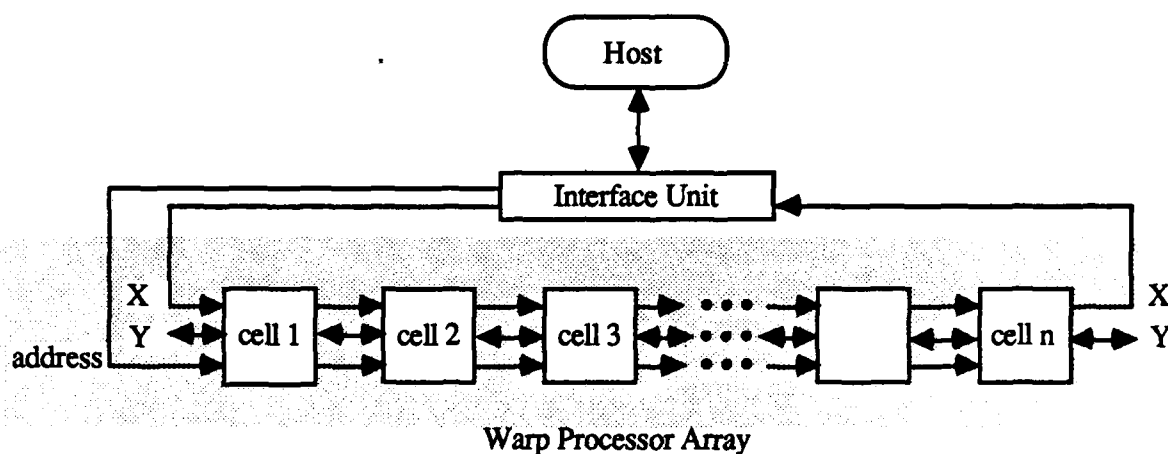 Host
Interface Unit
X
X
Y
cell 1
cell 2
cell 3
cell n
Y
address
Warp Processor Array